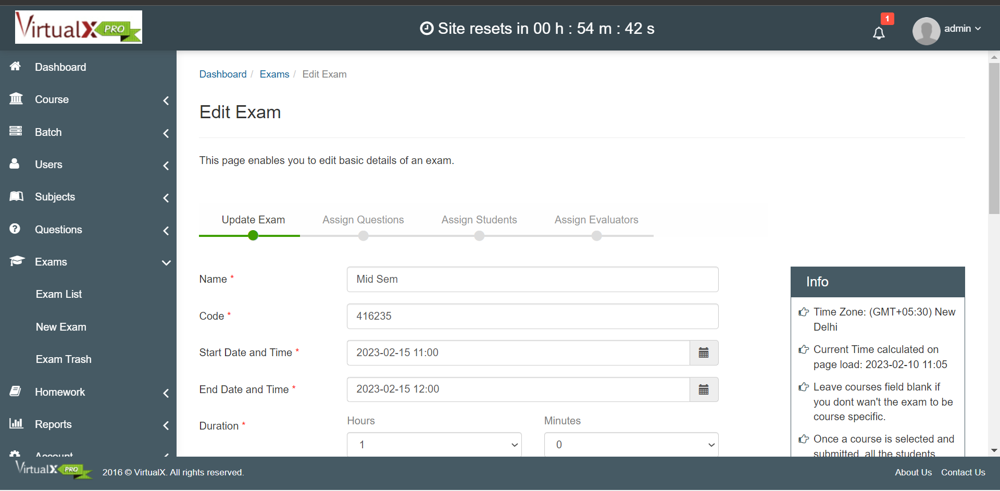 VirtualX PRO
Site resets in 00 h : 54 m : 42 s
1
admin
Dashboard
Course
Batch
Users
Subjects
Questions
Exams
Exam List
New Exam
Exam Trash
Homework
Reports
Account
Dashboard / Exams / Edit Exam
Edit Exam
This page enables you to edit basic details of an exam.
Update Exam Assign Questions Assign Students Assign Evaluators
Name * Mid Sem
Code * 416235
Start Date and Time * 2023-02-15 11:00
End Date and Time * 2023-02-15 12:00
Hours Minutes
Duration *
1 0
Info
Time Zone: (GMT+05:30) New
Delhi
Current Time calculated on
page load: 2023-02-10 11:05
Leave courses field blank if
you dont wan't the exam to be
course specific.
Once a course is selected and
submitted, all the students
VirtualX PRO 2016 © VirtualX. All rights reserved.
About Us Contact Us